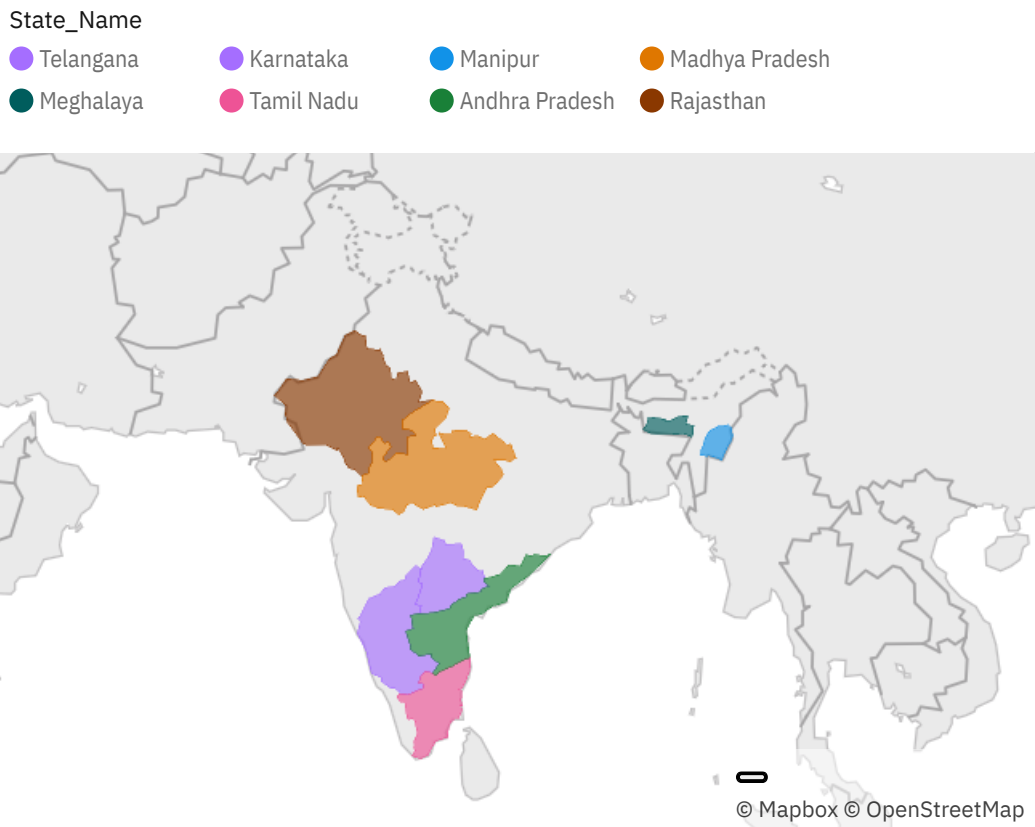 State_Name
Telangana Karnataka Manipur Madhya Pradesh
Meghalaya Tamil Nadu Andhra Pradesh Rajasthan
© Mapbox © OpenStreetMap